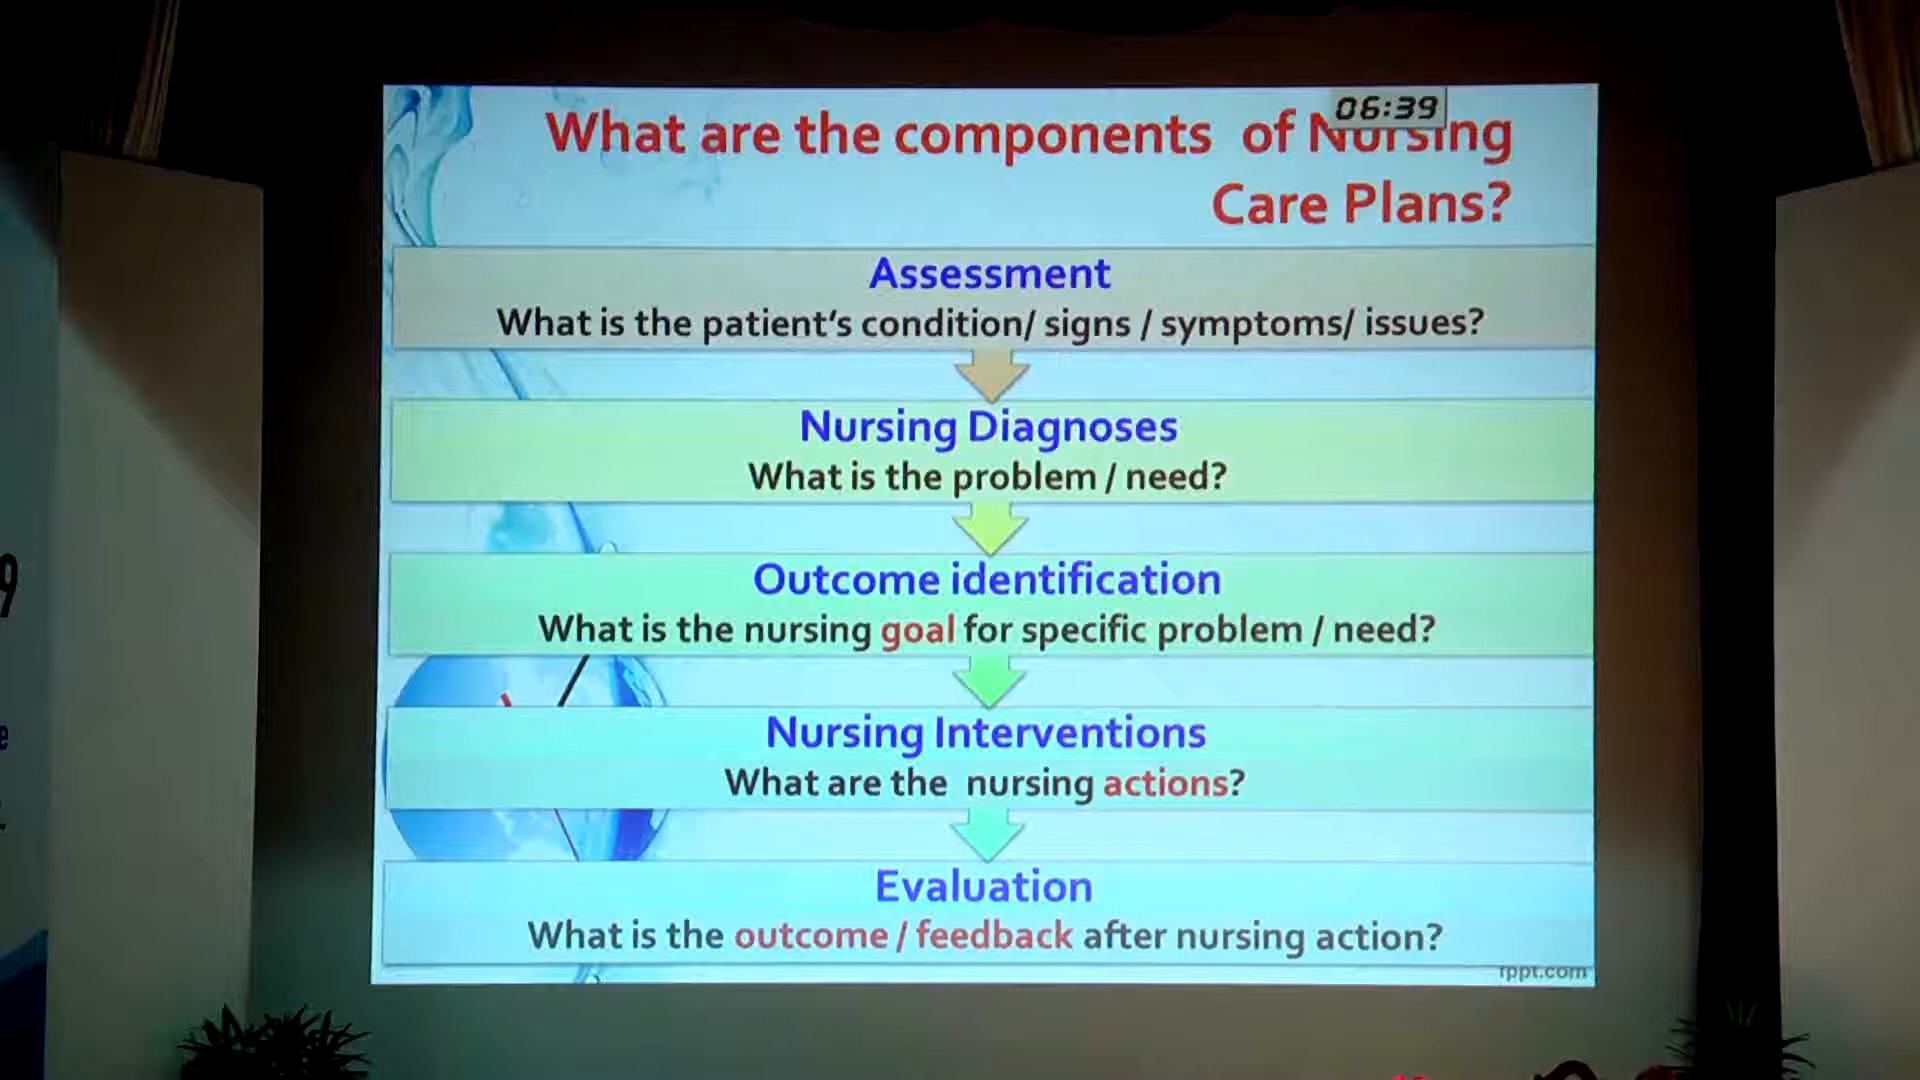 06:39
What are the components of Nursing
Care Plans?
Assessment
What is the patient's condition/ signs / symptoms/ issues?
Nursing Diagnoses
What is the problem / need?
Outcome identification
What is the nursing goal for specific problem / need?
Nursing Interventions
What are the nursing actions?
Evaluation
What is the outcome / feedback after nursing action?
fppt.com
9
e